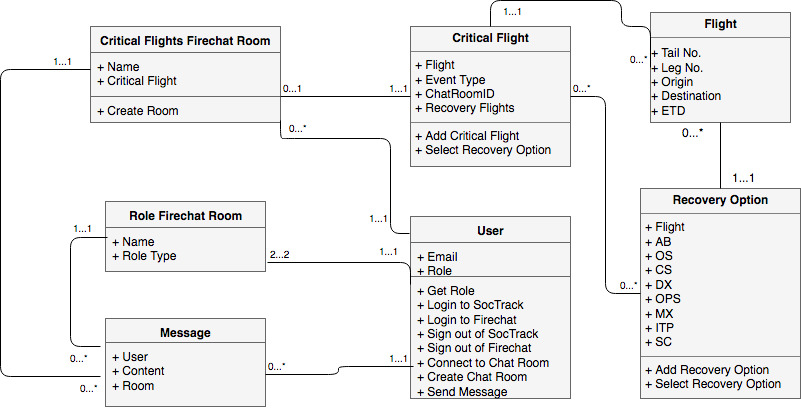 Critical Flights Firechat Room
+ Name
+ Critical Flight
+ Create Room
Critical Flight
+ Flight
+ Event Type
+ ChatRoomID
+ Recovery Flights
+ Add Critical Flight
+ Select Recovery Option
Flight
+ Tail No.
+ Leg No.
+ Origin
+ Destination
+ ETD
1...1
0...*
1...1
0...1
1...1
0...*
0...*
0...*
1...1
Role Firechat Room
+ Name
+ Role Type
User
+ Email
+ Role
+ Get Role
+ Login to SocTrack
+ Login to Firechat
+ Sign out of SocTrack
+ Sign out of Firechat
+ Connect to Chat Room
+ Create Chat Room
+ Send Message
Recovery Option
+ Flight
+ AB
+ OS
+ CS
+ DX
+ OPS
+ MX
+ ITP
+ SC
+ Add Recovery Option
+ Select Recovery Option
1...1
1...1
2...2
1...1
0...*
Message
+ User
+ Content
+ Room
0...*
0...*
0...*
1...1